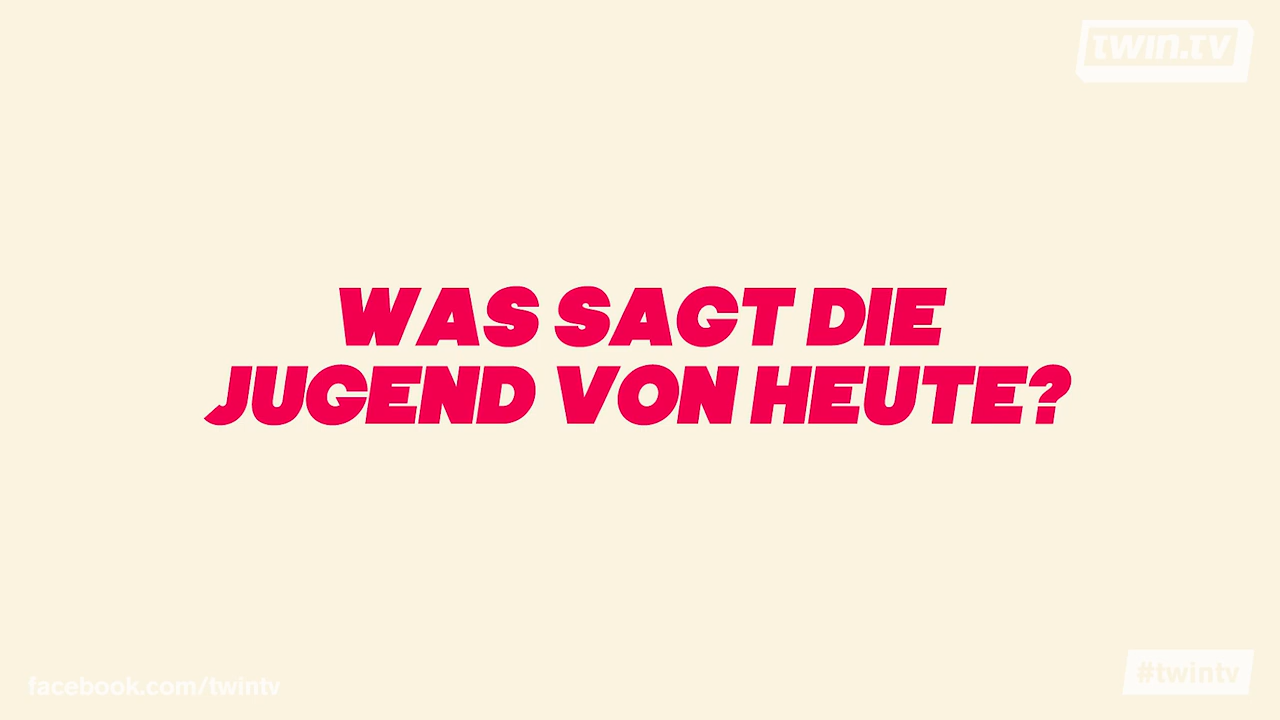 twin.tv
WAS SAGT DIE
JUGEND VON HEUTE?
facebook.com/twintv
#twintv